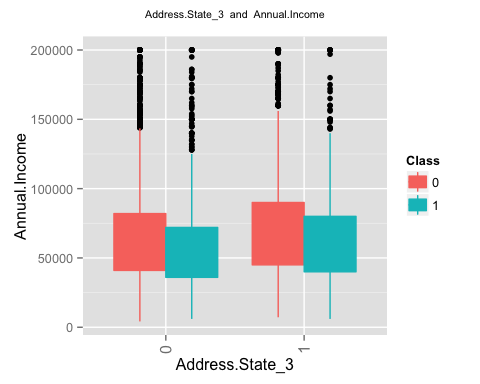 Address.State_3 and Annual.Income
200000
150000
100000
50000
0
Annual.Income
0
1
Address.State_3
Class
0
1